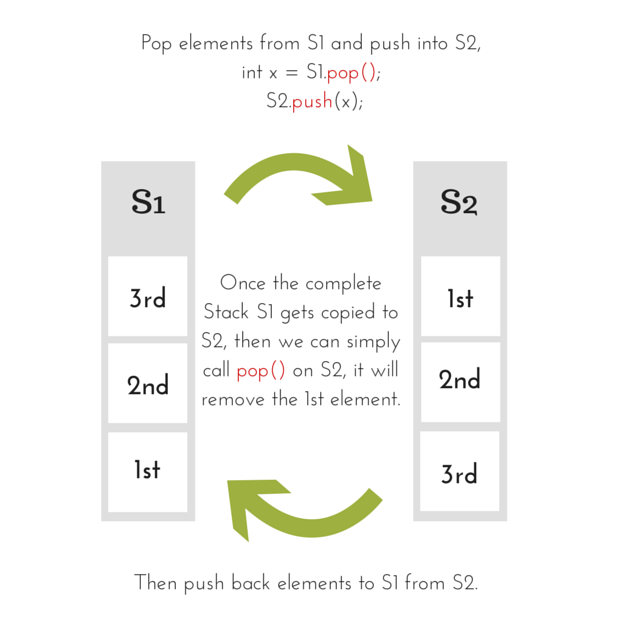 Pop elements from S1 and push into S2,
int x = S1.pop();
S2.push(x);
S1
3rd
2nd
1st
Once the complete
Stack S1 gets copied to
S2, then we can simply
call pop() on S2, it will
remove the 1st element.
S2
1st
2nd
3rd
Then push back elements to S1 from S2.